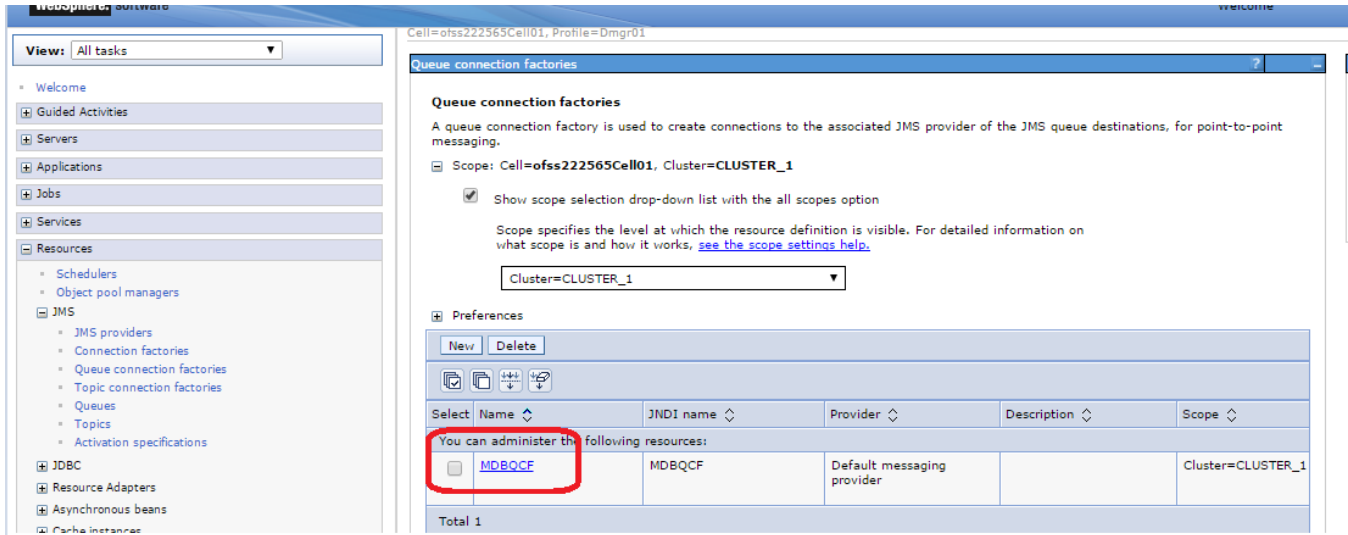 WebSphere. software
Welcome
View: All tasks
Cell=ofss222565Cell01, Profile=Dmgr01
Queue connection factories
?
Welcome
Guided Activities
Servers
Applications
Jobs
Services
Resources
Schedulers
Object pool managers
JMS
JMS providers
Connection factories
Queue connection factories
Topic connection factories
Queues
Topics
Activation specifications
JDBC
Resource Adapters
Asynchronous beans
Cache instances
Queue connection factories
A queue connection factory is used to create connections to the associated JMS provider of the JMS queue destinations, for point-to-point
messaging.
Scope: Cell=ofss222565Cell01, Cluster=CLUSTER_1
Show scope selection drop-down list with the all scopes option
Scope specifies the level at which the resource definition is visible. For detailed information on
what scope is and how it works, see the scope settings help.
Cluster=CLUSTER_1
Preferences
New Delete
Select Name JNDI name Provider Description Scope
You can administer the following resources:
MDBQCF MDBQCF Default messaging Cluster=CLUSTER_1
provider
Total 1